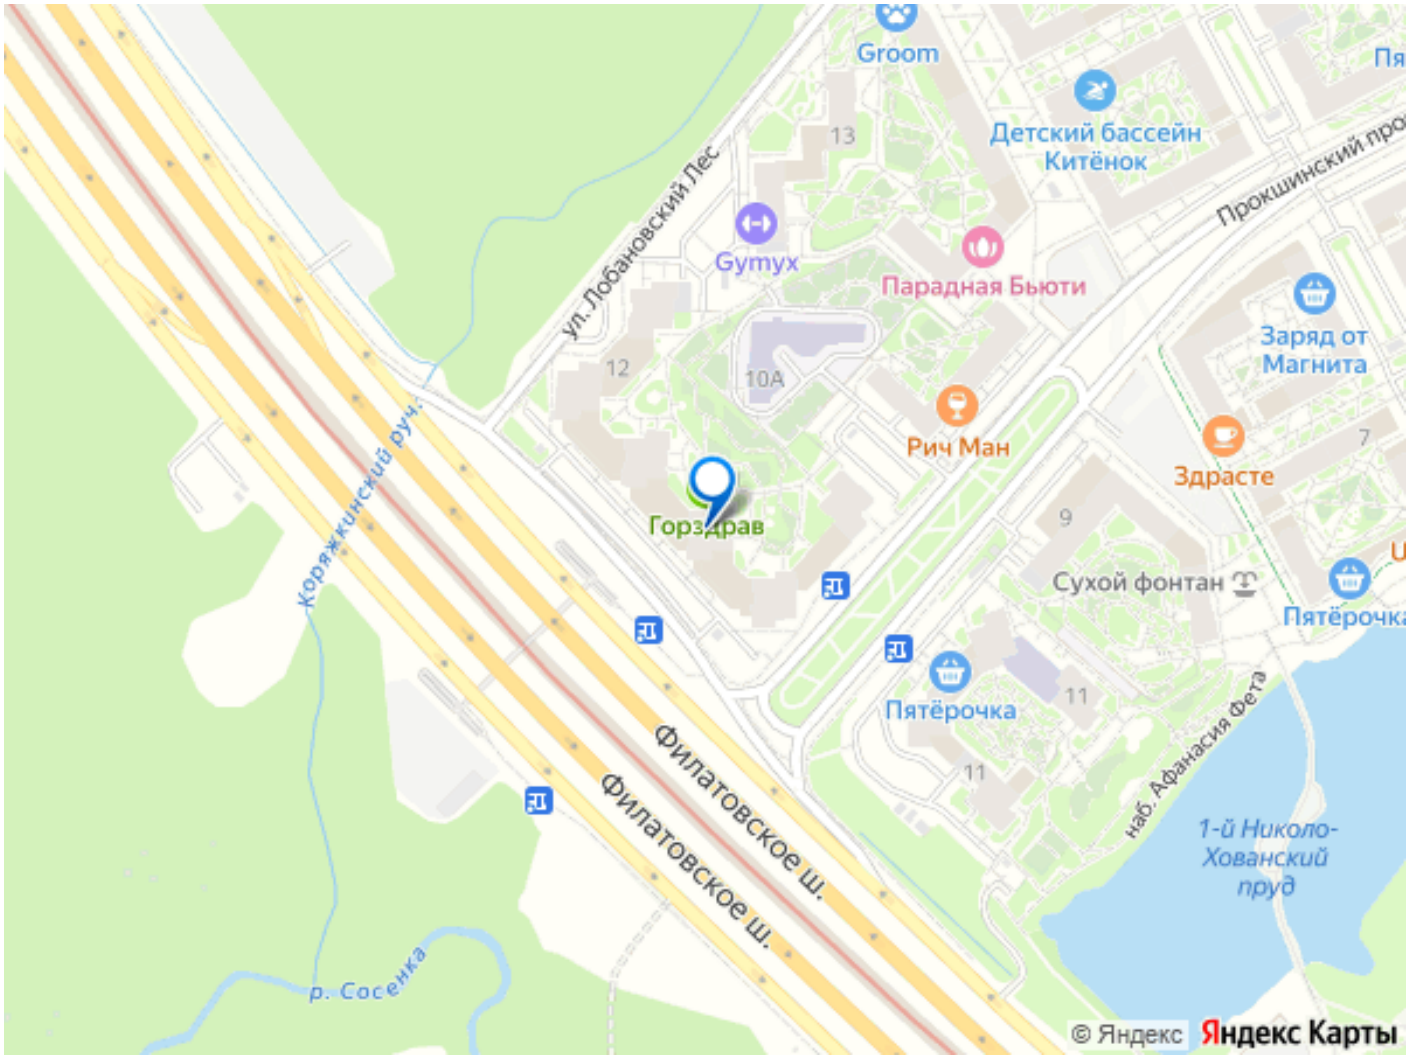 Groom
Пя
Детский бассейн
Китёнок
13
Прокшинский про
ул. Лобановский Лес
Gymyx
Парадная Бьюти
Заряд от
Магнита
12
10А
Рич Ман
7
Здрасте
Коряжкинский руч.
Горздрав
9
Сухой фонтан
U
Пятёрочка
Пятёрочка
11
наб. Афанасия Фета
11
Филатовское ш.
Филатовское ш.
1-й Николо-
Хованский
пруд
р. Сосенка
© Яндекс Яндекс Карты